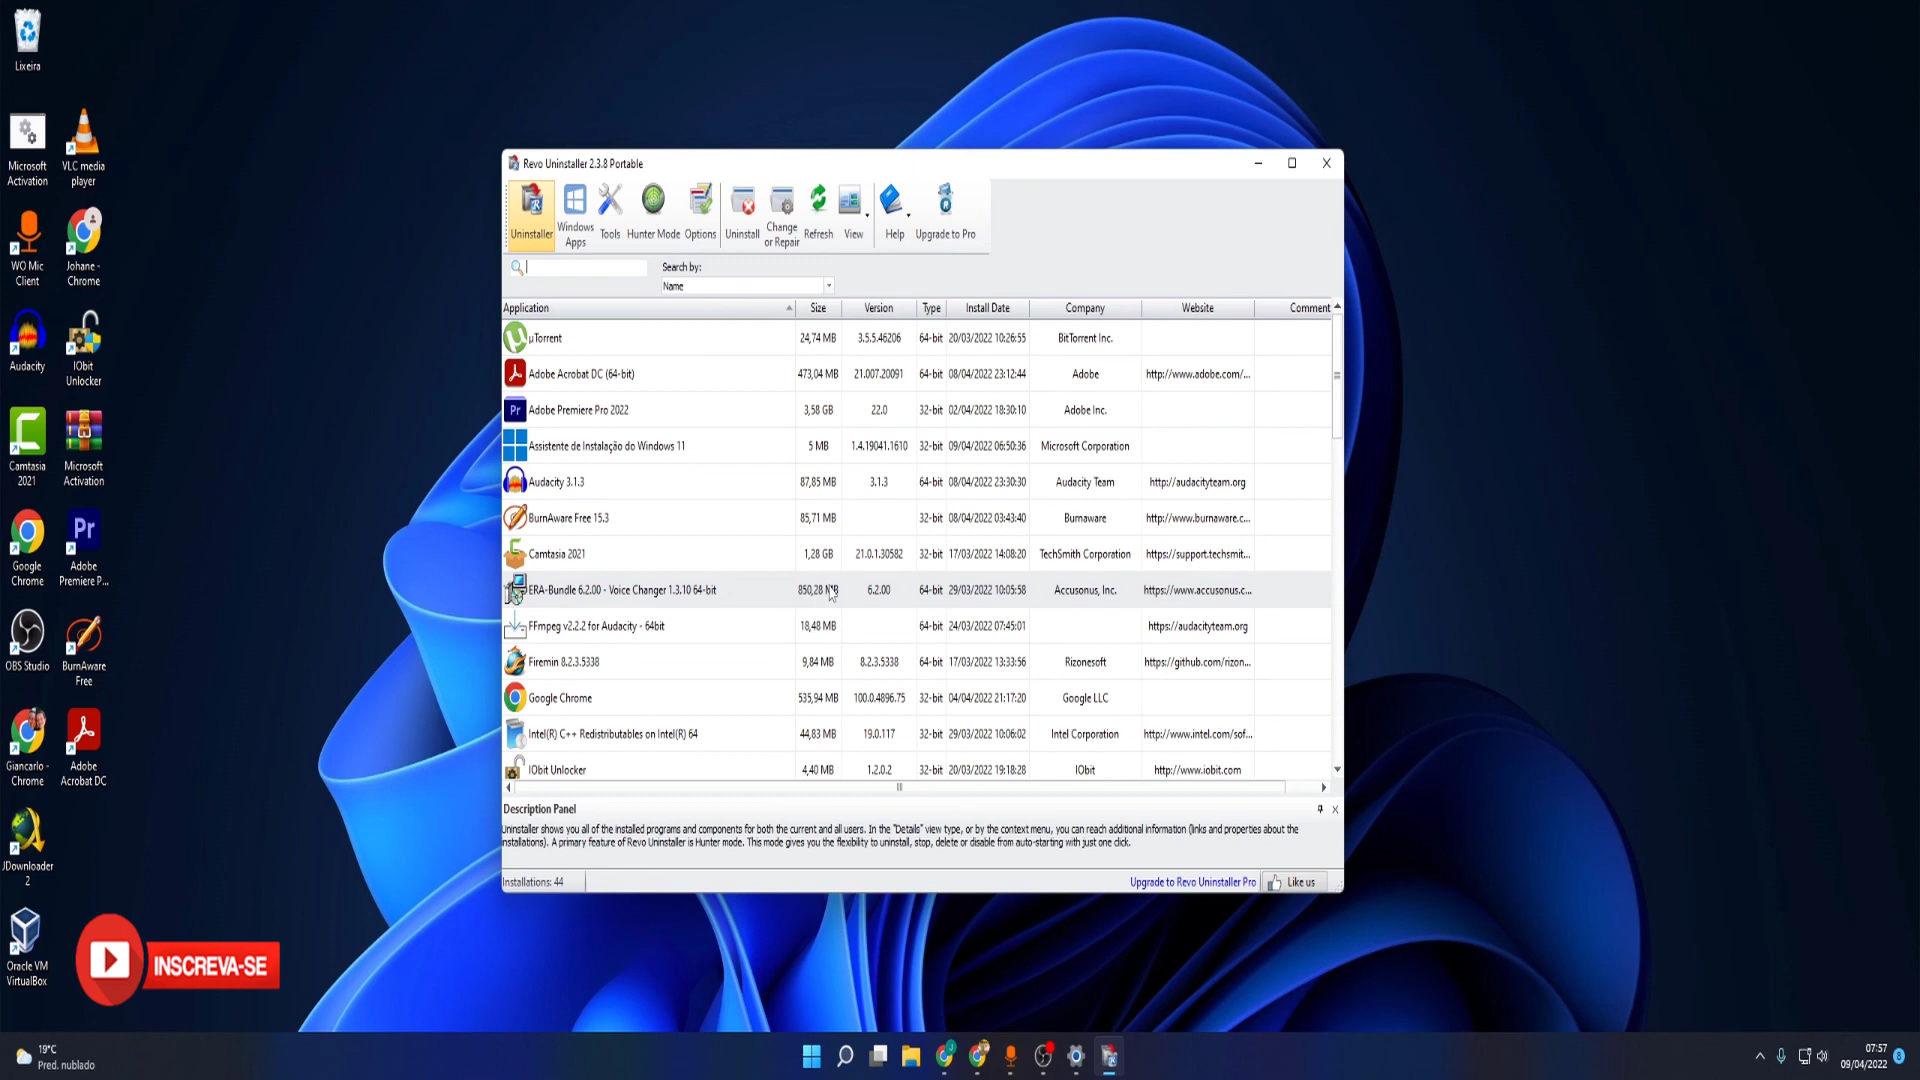 Lixeira
Microsoft
Activation
VLC media
player
WO Mic
Client
Johane -
Chrome
Audacity
IObit
Unlocker
Camtasia
2021
Microsoft
Activation
Google
Chrome
Pr
Adobe
Premiere P...
OBS Studio
BurnAware
Free
Giancarlo -
Chrome
Adobe
Acrobat DC
JDownloader
2
Oracle VM
VirtualBox
INSCREVA-SE
Revo Uninstaller 2.3.8 Portable
Uninstaller
Windows
Apps
Tools
Hunter Mode
Options
Uninstall
Change
or Repair
Refresh
View
Help
Upgrade to Pro
Search by:
Name
Application Size Version Type Install Date Company Website Comment
µTorrent 24,74 MB 3.5.5.46206 64-bit 20/03/2022 10:26:55 BitTorrent Inc.
Adobe Acrobat DC (64-bit) 473,04 MB 21.007.20091 64-bit 08/04/2022 23:12:44 Adobe http://www.adobe.com/...
Pr Adobe Premiere Pro 2022 3,58 GB 22.0 32-bit 02/04/2022 18:30:10 Adobe Inc.
Assistente de Instalação do Windows 11 5 MB 1.4.19041.1610 32-bit 09/04/2022 06:50:36 Microsoft Corporation
Audacity 3.1.3 87,85 MB 3.1.3 64-bit 08/04/2022 23:30:30 Audacity Team http://audacityteam.org
BurnAware Free 15.3 85,71 MB 32-bit 08/04/2022 03:43:40 Burnaware http://www.burnaware.c...
Camtasia 2021 1,28 GB 21.0.1.30582 32-bit 17/03/2022 14:08:20 TechSmith Corporation https://support.techsmit...
ERA-Bundle 6.2.00 - Voice Changer 1.3.10 64-bit 850,28 MB 6.2.00 64-bit 29/03/2022 10:05:58 Accusonus, Inc. https://www.accusonus.c...
FFmpeg v2.2.2 for Audacity - 64bit 18,48 MB 64-bit 24/03/2022 07:45:01 https://audacityteam.org
Firemin 8.2.3.5338 9,84 MB 8.2.3.5338 64-bit 17/03/2022 13:33:56 Rizonesoft https://github.com/rizon...
Google Chrome 535,94 MB 100.0.4896.75 32-bit 04/04/2022 21:17:20 Google LLC
Intel(R) C++ Redistributables on Intel(R) 64 44,83 MB 19.0.117 32-bit 29/03/2022 10:06:02 Intel Corporation http://www.intel.com/sof...
IObit Unlocker 4,40 MB 1.2.0.2 32-bit 20/03/2022 19:18:28 IObit http://www.iobit.com
Description Panel
Uninstaller shows you all of the installed programs and components for both the current and all users. In the "Details" view type, or by the context menu, you can reach additional information (links and properties about the
installations). A primary feature of Revo Uninstaller is Hunter mode. This mode gives you the flexibility to uninstall, stop, delete or disable from auto-starting with just one click.
Installations: 44
Upgrade to Revo Uninstaller Pro
Like us
19°C
Pred. nublado
07:57
09/04/2022
8